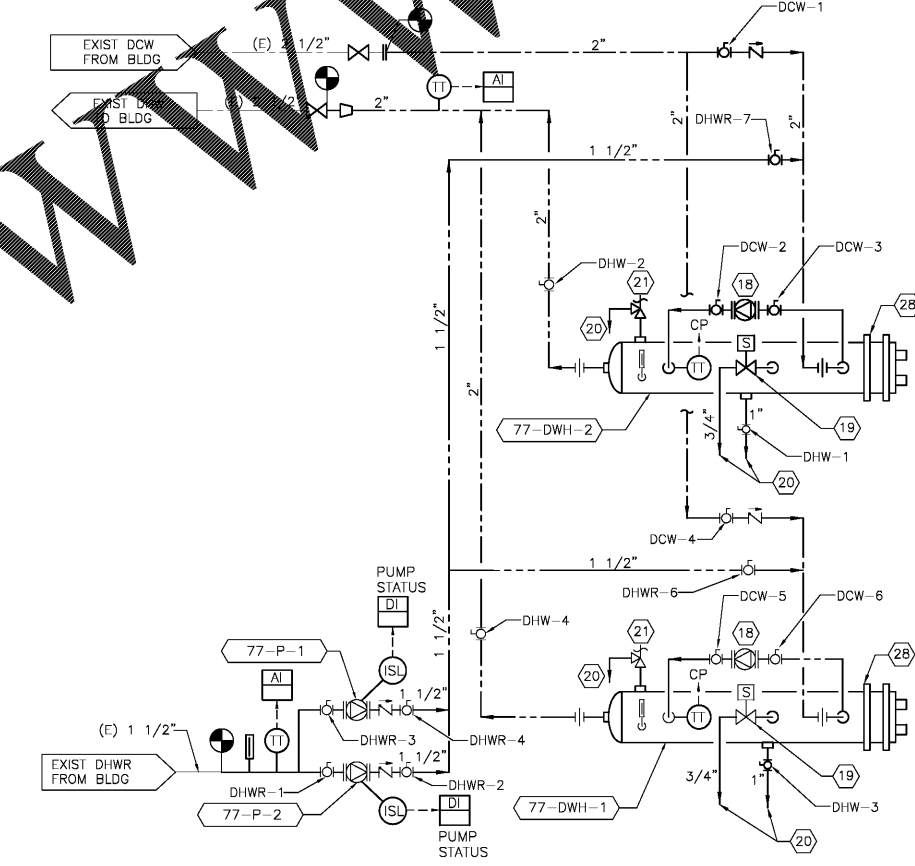 DCW-1
EXIST DCW
FROM BLDG
(E) 2 1/2"
2"
TT
AI
2"
2"
DHWR-7
2"
1 1/2"
2"
DHW-2
DCW-2
DCW-3
21
18
28
20
CP
S
TT
1 1/2"
2"
77-DWH-2
3/4"
1"
19
DHW-1
20
DCW-4
1 1/2"
PUMP
STATUS
DI
DHWR-6
DCW-5
DCW-6
DHW-4
21
18
28
20
CP
S
TT
1 1/2"
77-P-1
ISL
AI
1 1/2"
(E) 1 1/2"
TT
DHWR-3
DHWR-4
EXIST DHWR
FROM BLDG
1 1/2"
DHWR-1
DHWR-2
77-P-2
ISL
DI
PUMP
STATUS
3/4"
1"
19
77-DWH-1
DHW-3
20